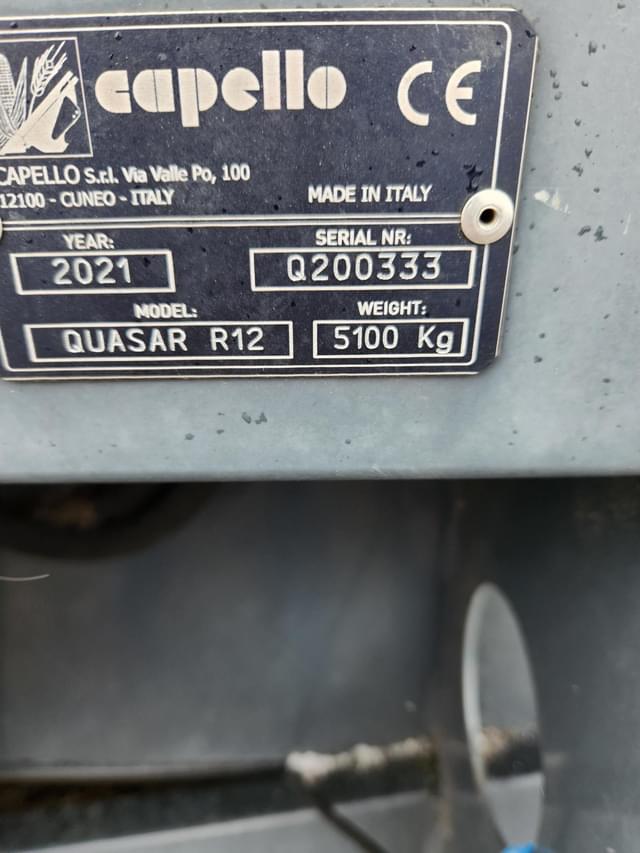 capello CE
CAPELLO S.r.l. Via Valle Po, 100
12100 - CUNEO - ITALY MADE IN ITALY
YEAR: SERIAL NR:
2021 Q200333
MODEL: WEIGHT:
QUASAR R12 5100 Kg